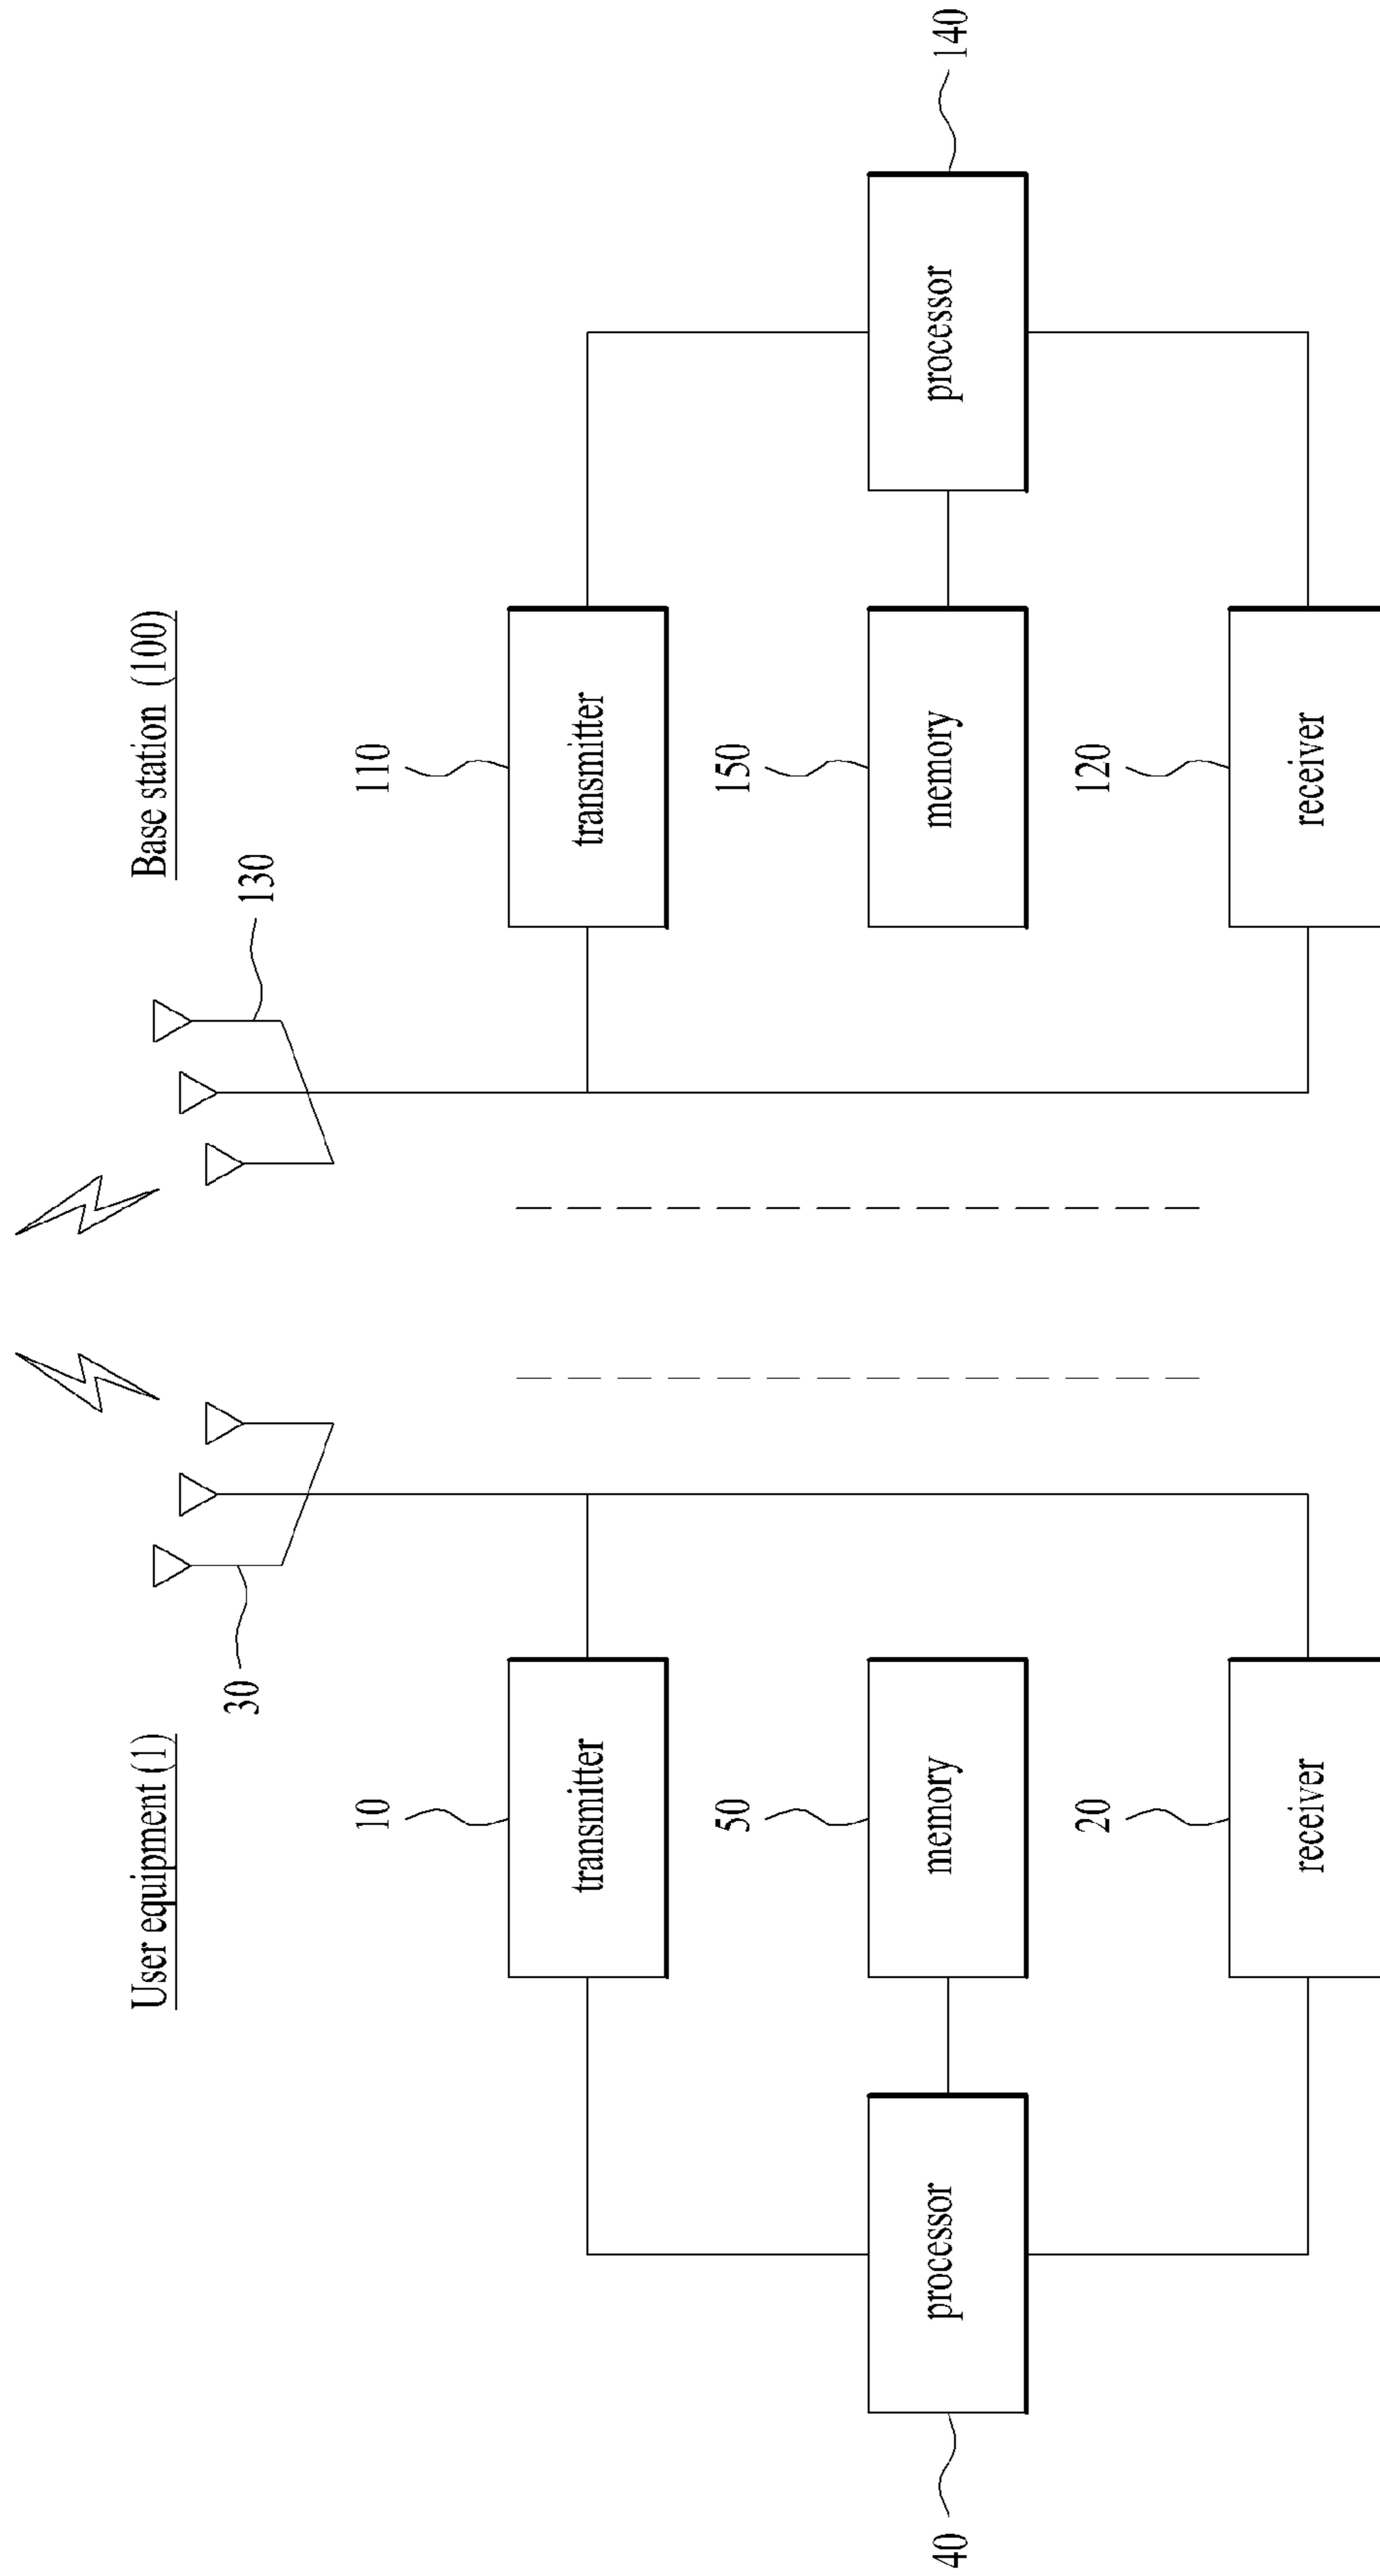 User equipment (1)
Base station (100)
30
130
10
110
transmitter
transmitter
50
150
40
processor
memory
memory
processor
140
20
120
receiver
receiver